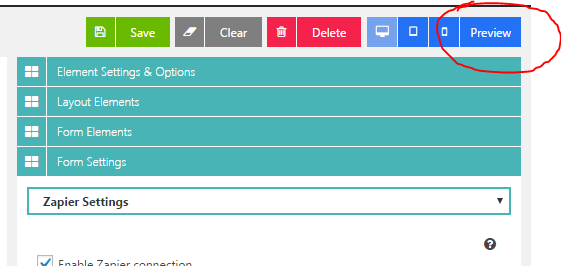 Save Clear Delete Preview
Element Settings & Options
Layout Elements
Form Elements
Form Settings
Zapier Settings
Enable Zapier connection